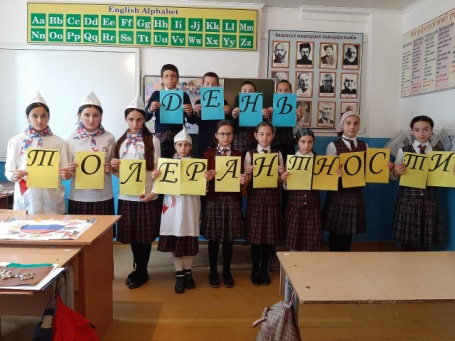 English Alphabet
Aa Bb Cc Dd Ee Ff Gg Hh Ii Jj Kk Ll Mm
Nn Oo Pp Qq Rr Ss Tt Uu Vv Ww Xx Yy Zz
ДЕНЬ
ТОЛЕРАНТНОСТИ